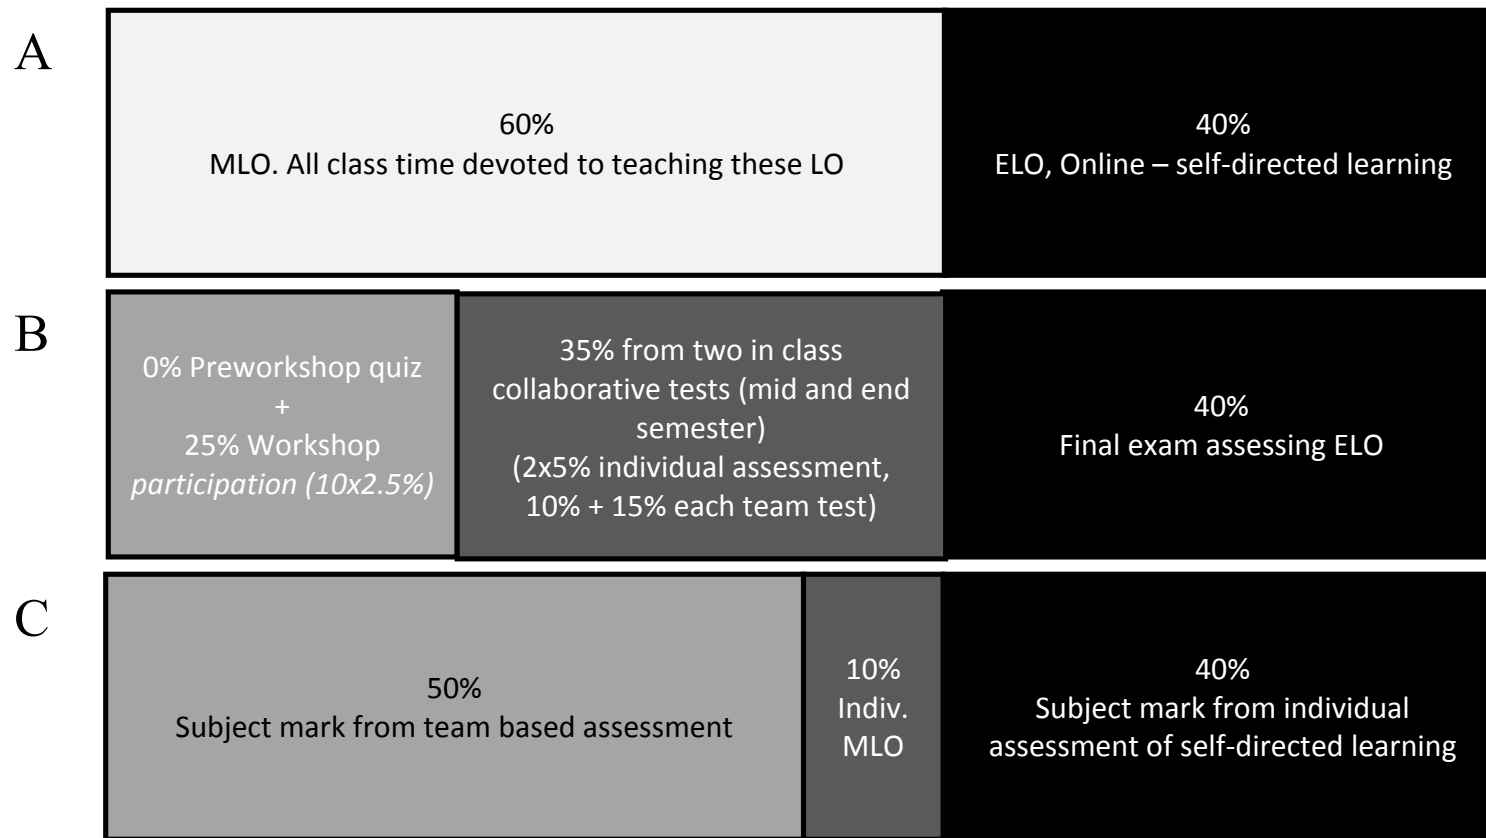 A
60%
MLO. All class time devoted to teaching these LO
40%
ELO, Online – self-directed learning
B
0% Preworkshop quiz
+
25% Workshop
participation (10x2.5%)
35% from two in class
collaborative tests (mid and end
semester)
(2x5% individual assessment,
10% + 15% each team test)
40%
Final exam assessing ELO
C
50%
Subject mark from team based assessment
10%
Indiv.
MLO
40%
Subject mark from individual
assessment of self-directed learning